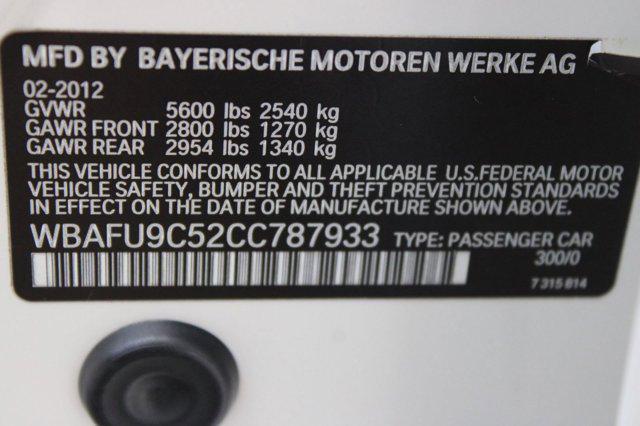 MFD BY BAYERISCHE MOTOREN WERKE AG
02-2012
GVWR 5600 lbs 2540 kg
GAWR FRONT 2800 lbs 1270 kg
GAWR REAR 2954 lbs 1340 kg
THIS VEHICLE CONFORMS TO ALL APPLICABLE U.S.FEDERAL MOTOR
VEHICLE SAFETY, BUMPER AND THEFT PREVENTION STANDARDS
IN EFFECT ON THE DATE OF MANUFACTURE SHOWN ABOVE.
WBAFU9C52CC787933 TYPE: PASSENGER CAR
300/0
7 315 814